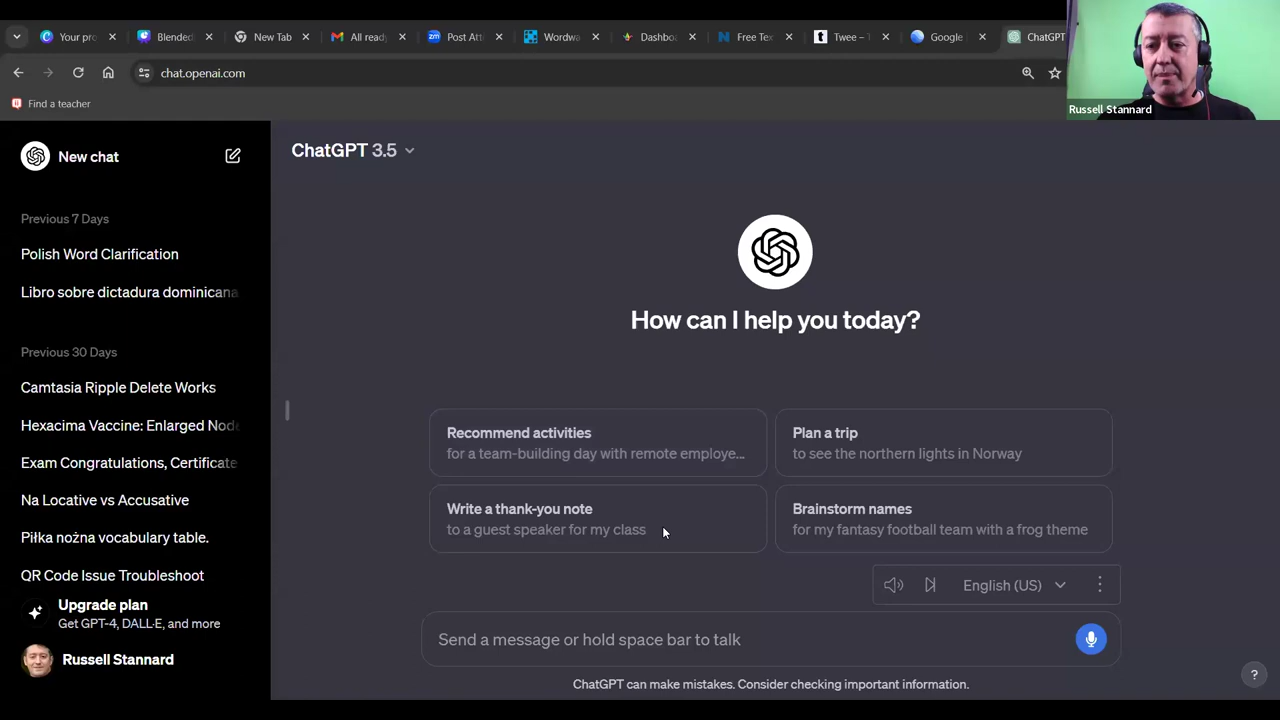 Your pro
Blended
New Tab
All ready
Post Atti
Wordwa
Dashbo
Free Tex
Twee – T
Google
ChatGPT
chat.openai.com
Find a teacher
Russell Stannard
New chat
Previous 7 Days
Polish Word Clarification
Libro sobre dictadura dominicana
Previous 30 Days
Camtasia Ripple Delete Works
Hexacima Vaccine: Enlarged Node
Exam Congratulations, Certificate
Na Locative vs Accusative
Piłka nożna vocabulary table.
QR Code Issue Troubleshoot
Upgrade plan
Get GPT-4, DALL·E, and more
Russell Stannard
ChatGPT 3.5
How can I help you today?
Recommend activities
for a team-building day with remote employe...
Plan a trip
to see the northern lights in Norway
Write a thank-you note
to a guest speaker for my class
Brainstorm names
for my fantasy football team with a frog theme
English (US)
Send a message or hold space bar to talk
ChatGPT can make mistakes. Consider checking important information.
?